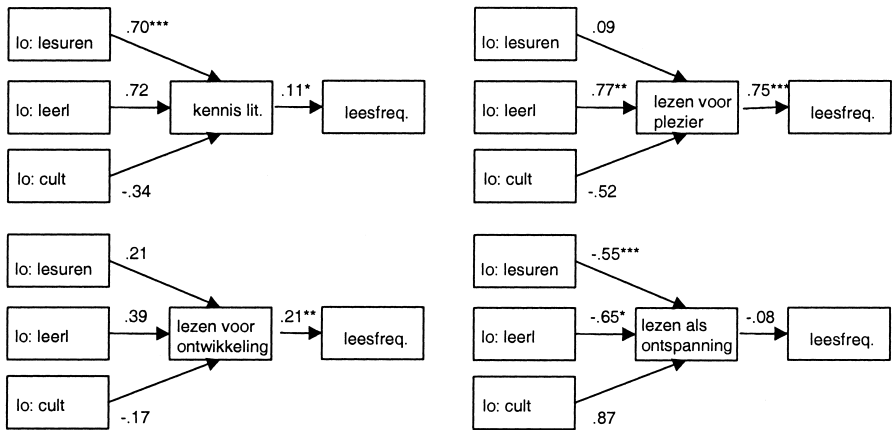 lo: lesuren
.70***
lo: leerl
.72
kennis lit.
.11*
leesfreq.
lo: cult
-.34
lo: lesuren
.09
lo: leerl
.77**
lezen voor
plezier
.75***
leesfreq.
lo: cult
-.52
lo: lesuren
.21
lo: leerl
.39
lezen voor
ontwikkeling
.21**
leesfreq.
lo: cult
-.17
lo: lesuren
-.55***
lo: leerl
-.65*
lezen als
ontspanning
-.08
leesfreq.
lo: cult
.87